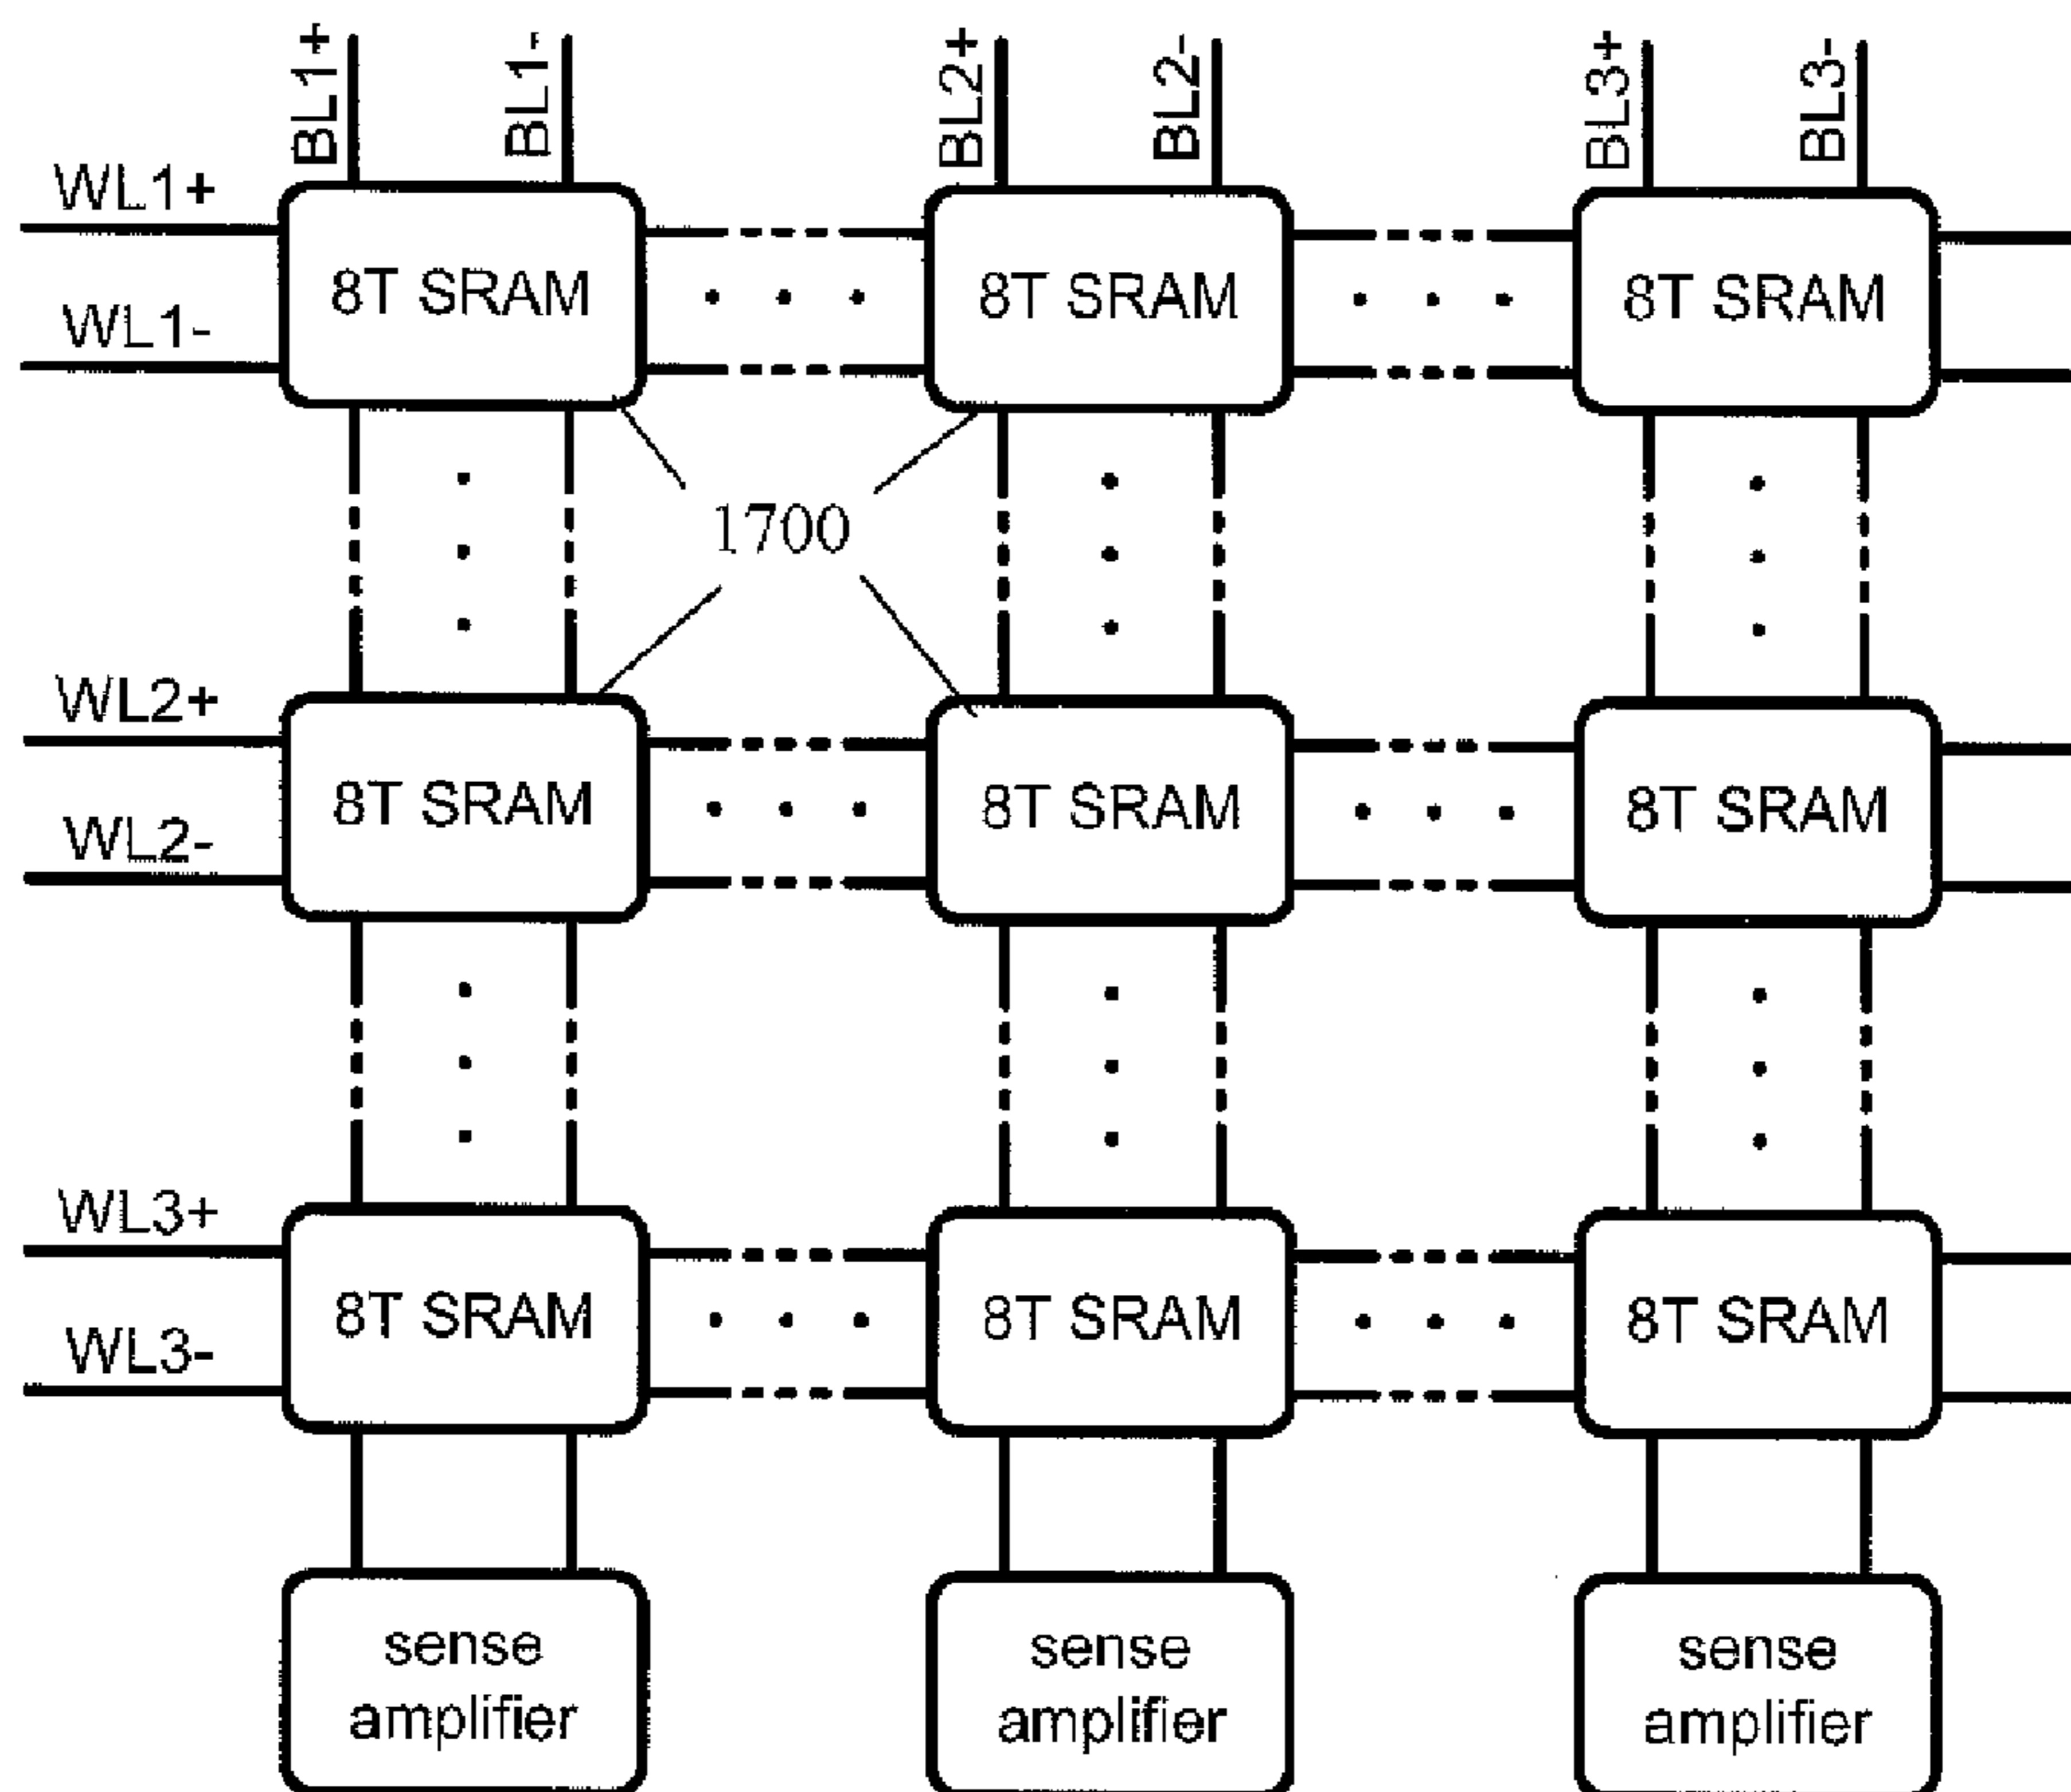 BL1+
BL1-
BL2+
BL2-
BL3+
BL3-
WL1+
8T SRAM
8T SRAM
8T SRAM
WL1-
1700
WL2+
8T SRAM
8T SRAM
8T SRAM
WL2-
WL3+
8T SRAM
8T SRAM
8T SRAM
WL3-
sense
amplifier
sense
amplifier
sense
amplifier